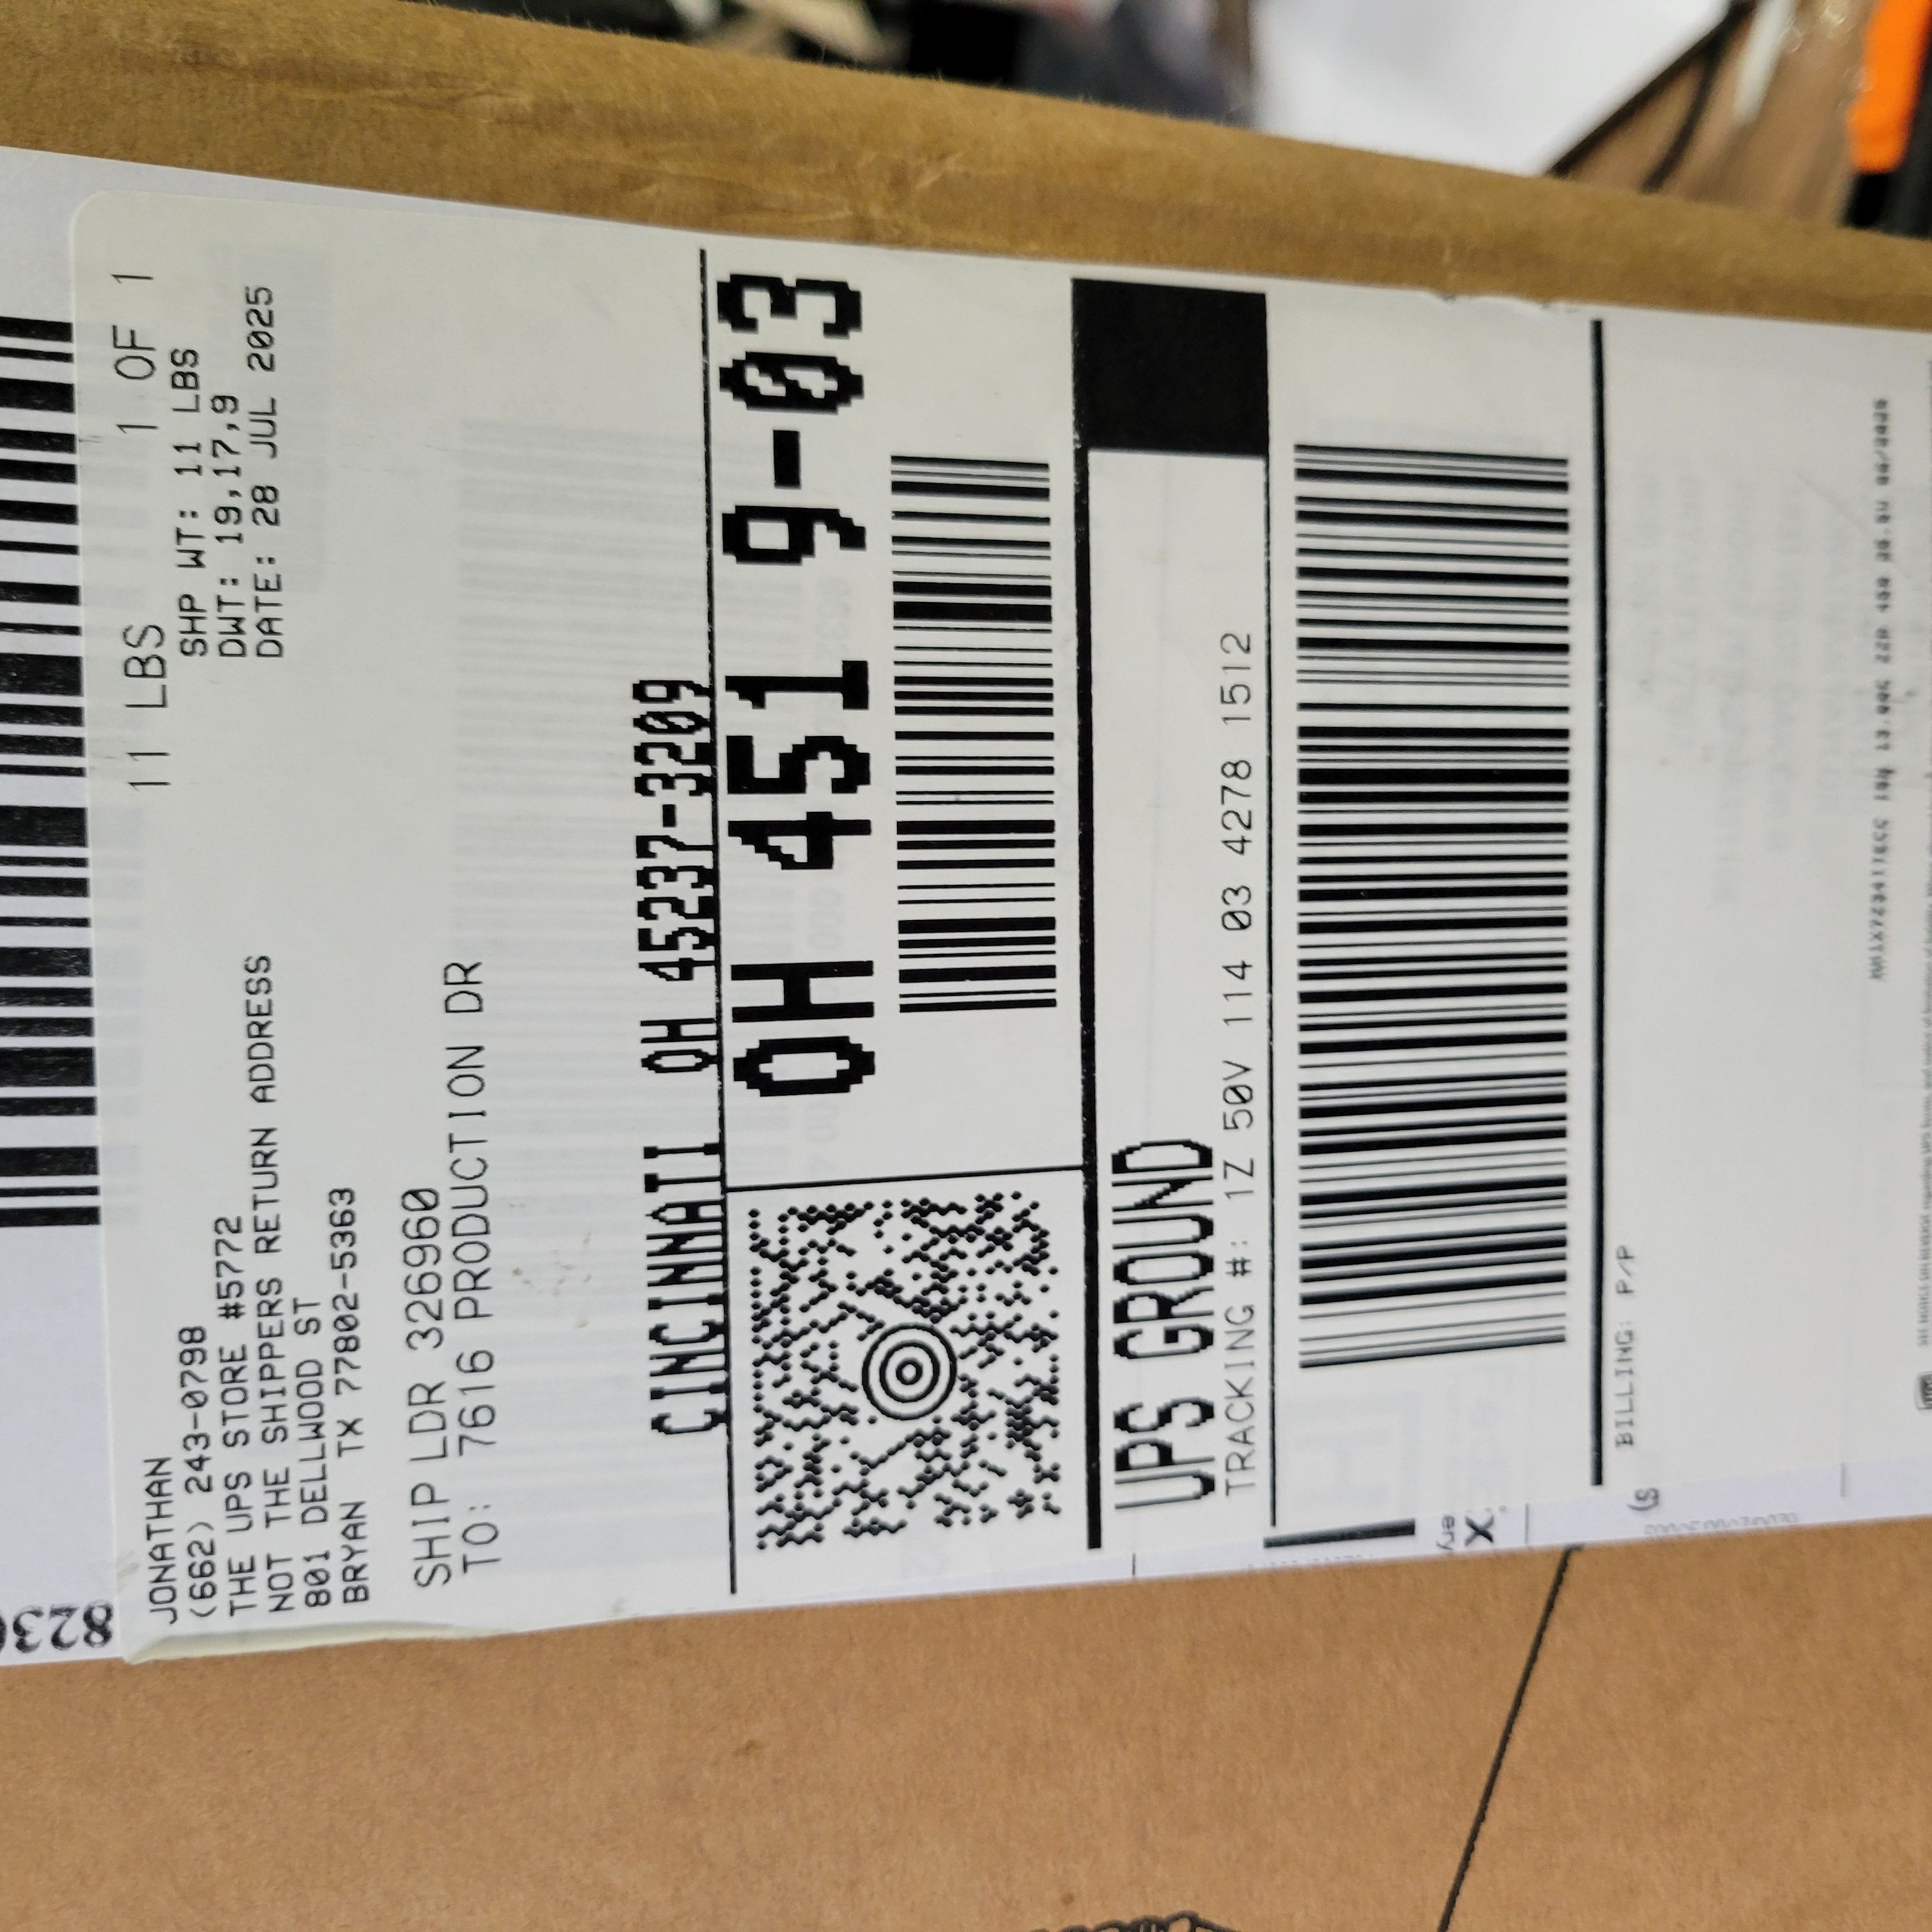 JONATHAN
(662) 243-0798
THE UPS STORE #5772
NOT THE SHIPPERS RETURN ADDRESS
801 DELLWOOD ST
BRYAN TX 77802-5363
11 LBS 1 OF 1
SHP WT: 11 LBS
DWT: 19,17,9
DATE: 28 JUL 2025
SHIP LDR 326960
TO: 7616 PRODUCTION DR
CINCINNATI OH 45237-3209
OH 451 9-03
UPS GROUND
TRACKING #: 1Z 50V 114 03 4278 1512
BILLING: P/P
823
ery
X